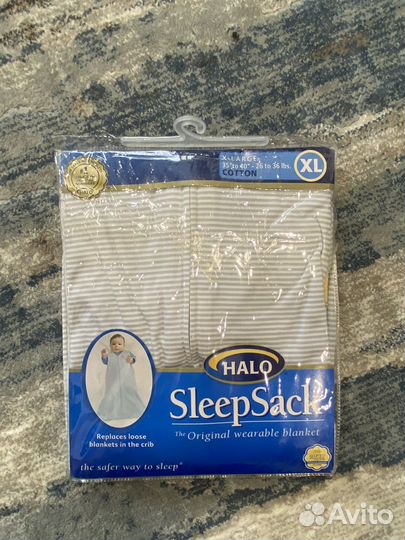 X-LARGE
35" to 40" - 26 to 36 lbs.
COTTON
XL
HALO
SleepSack
The Original wearable blanket
Replaces loose
blankets in the crib
the safer way to sleep®
Avito